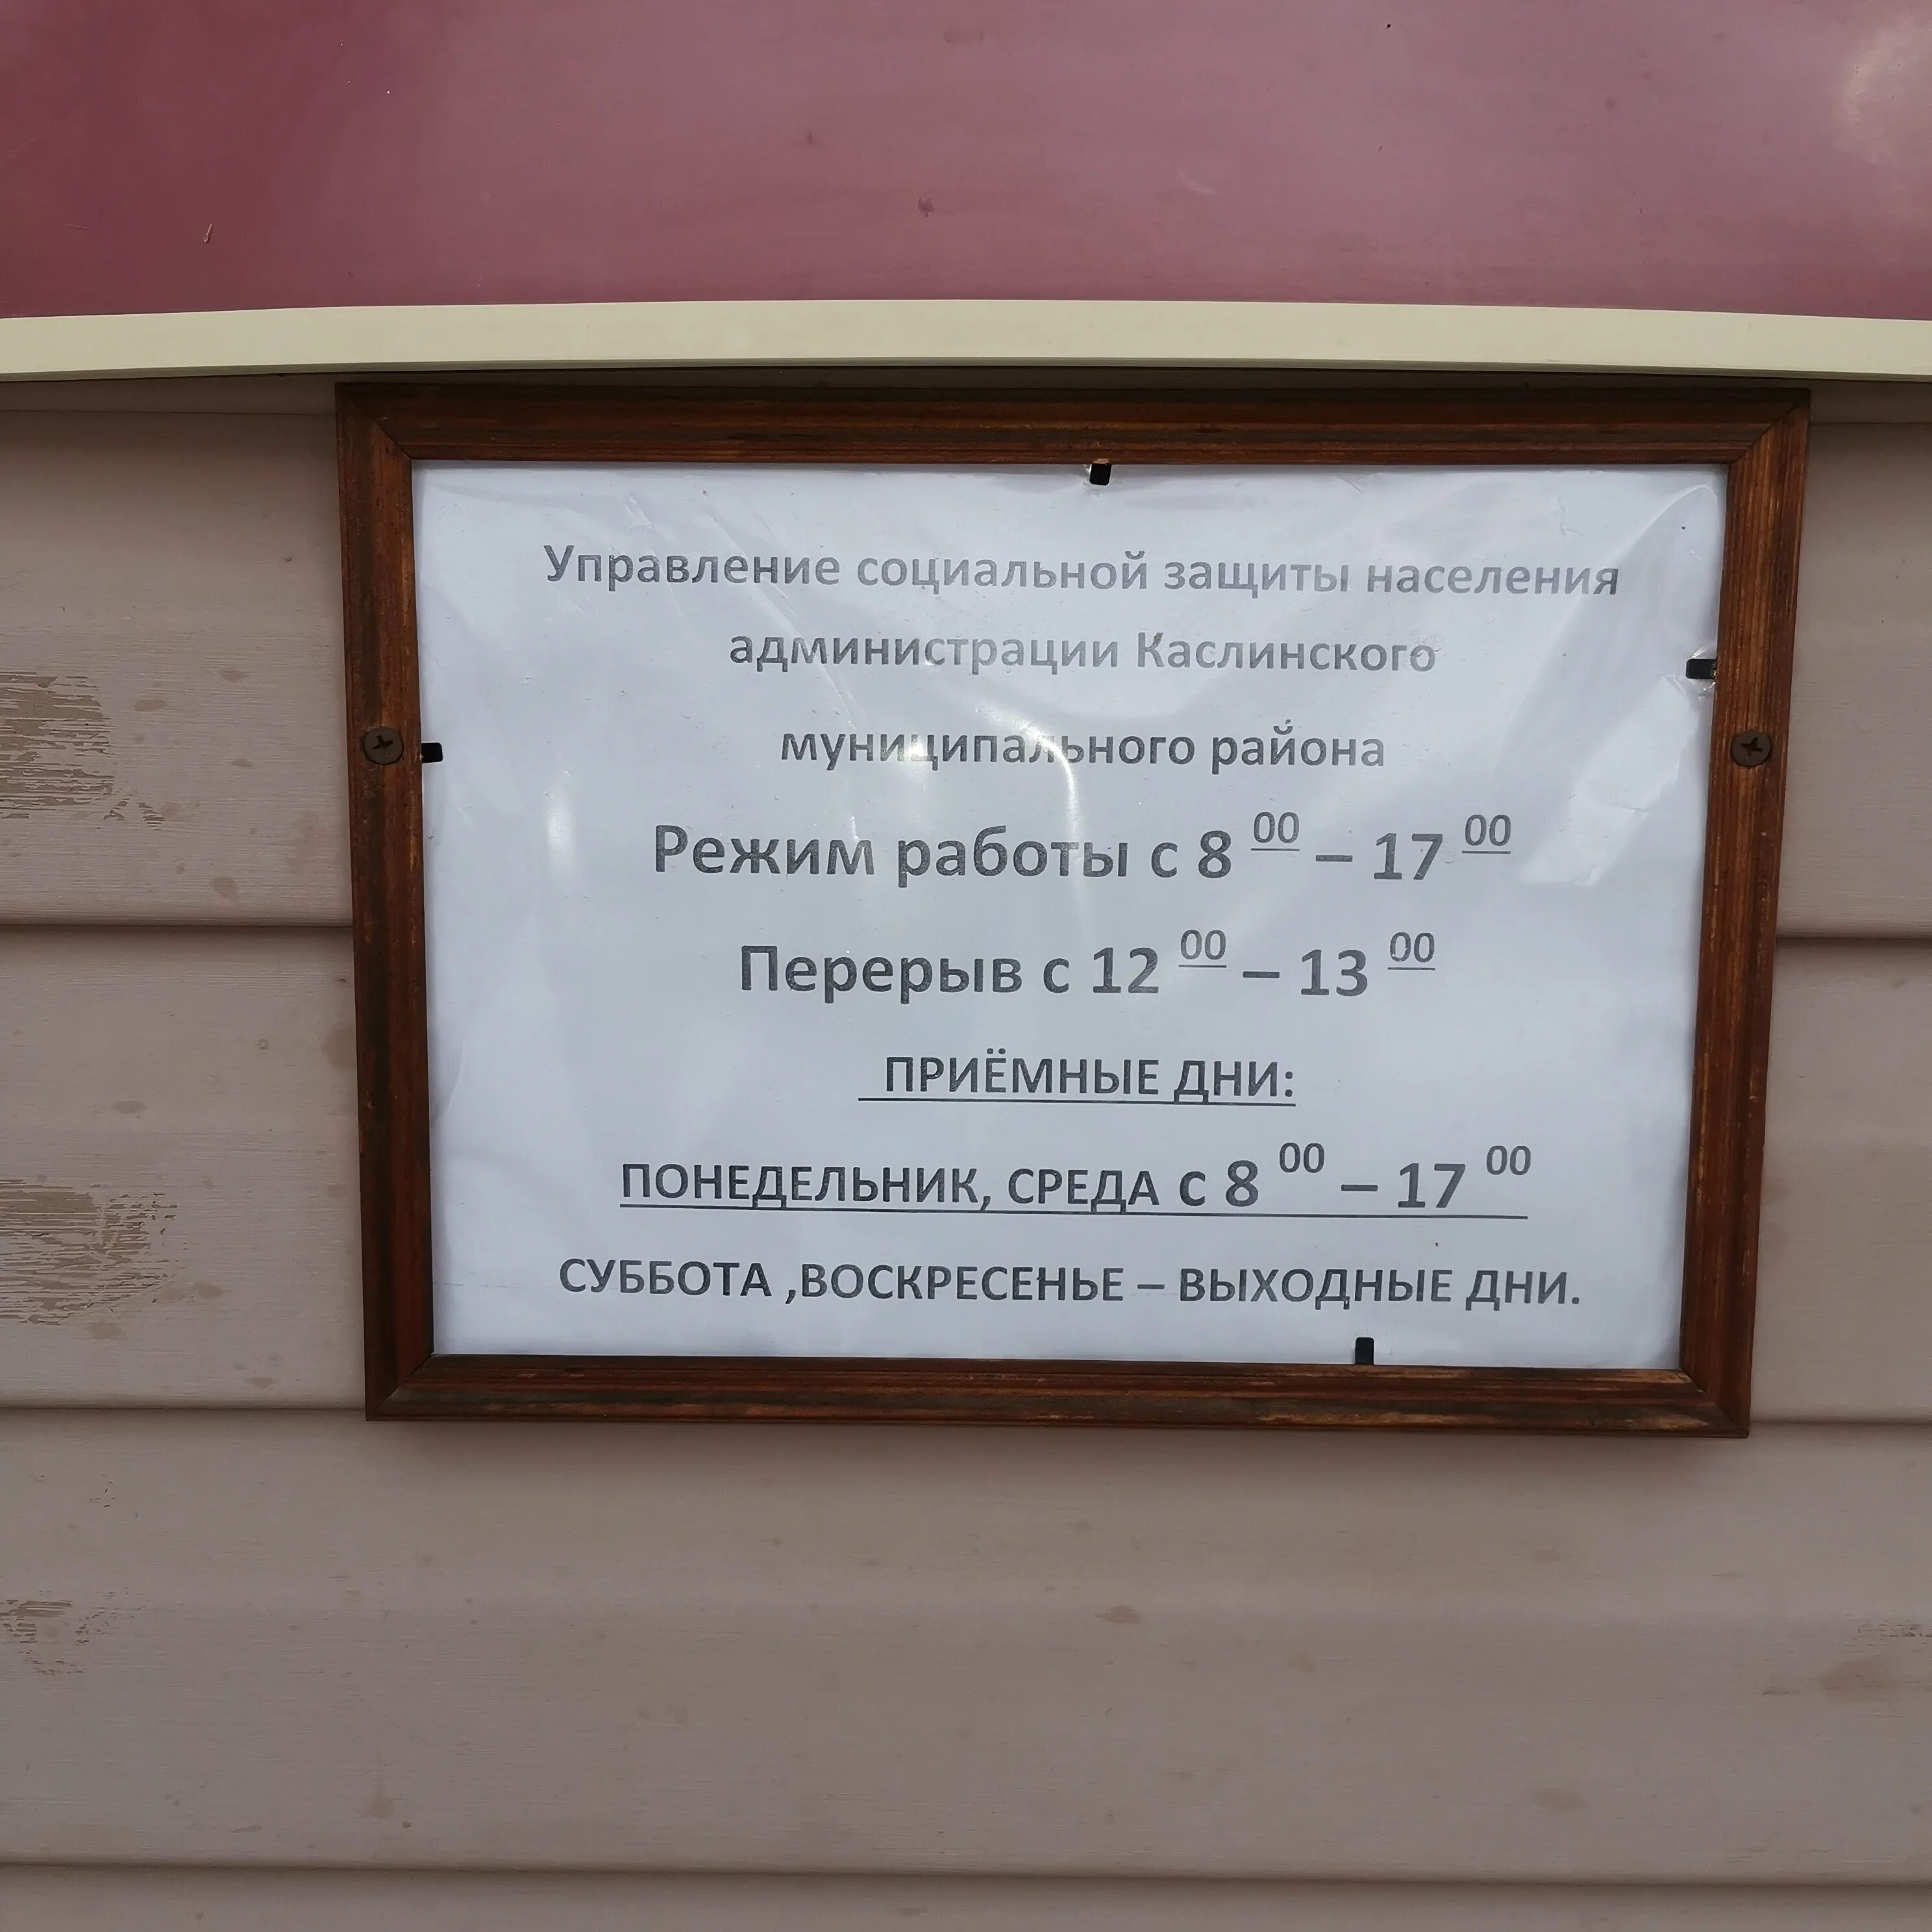 Управление социальной защиты населения
администрации Каслинского
муниципального района
Режим работы с 8 00 – 17 00
Перерыв с 12 00 – 13 00
ПРИЁМНЫЕ ДНИ:
ПОНЕДЕЛЬНИК, СРЕДА с 8 00 – 17 00
СУББОТА ,ВОСКРЕСЕНЬЕ – ВЫХОДНЫЕ ДНИ.